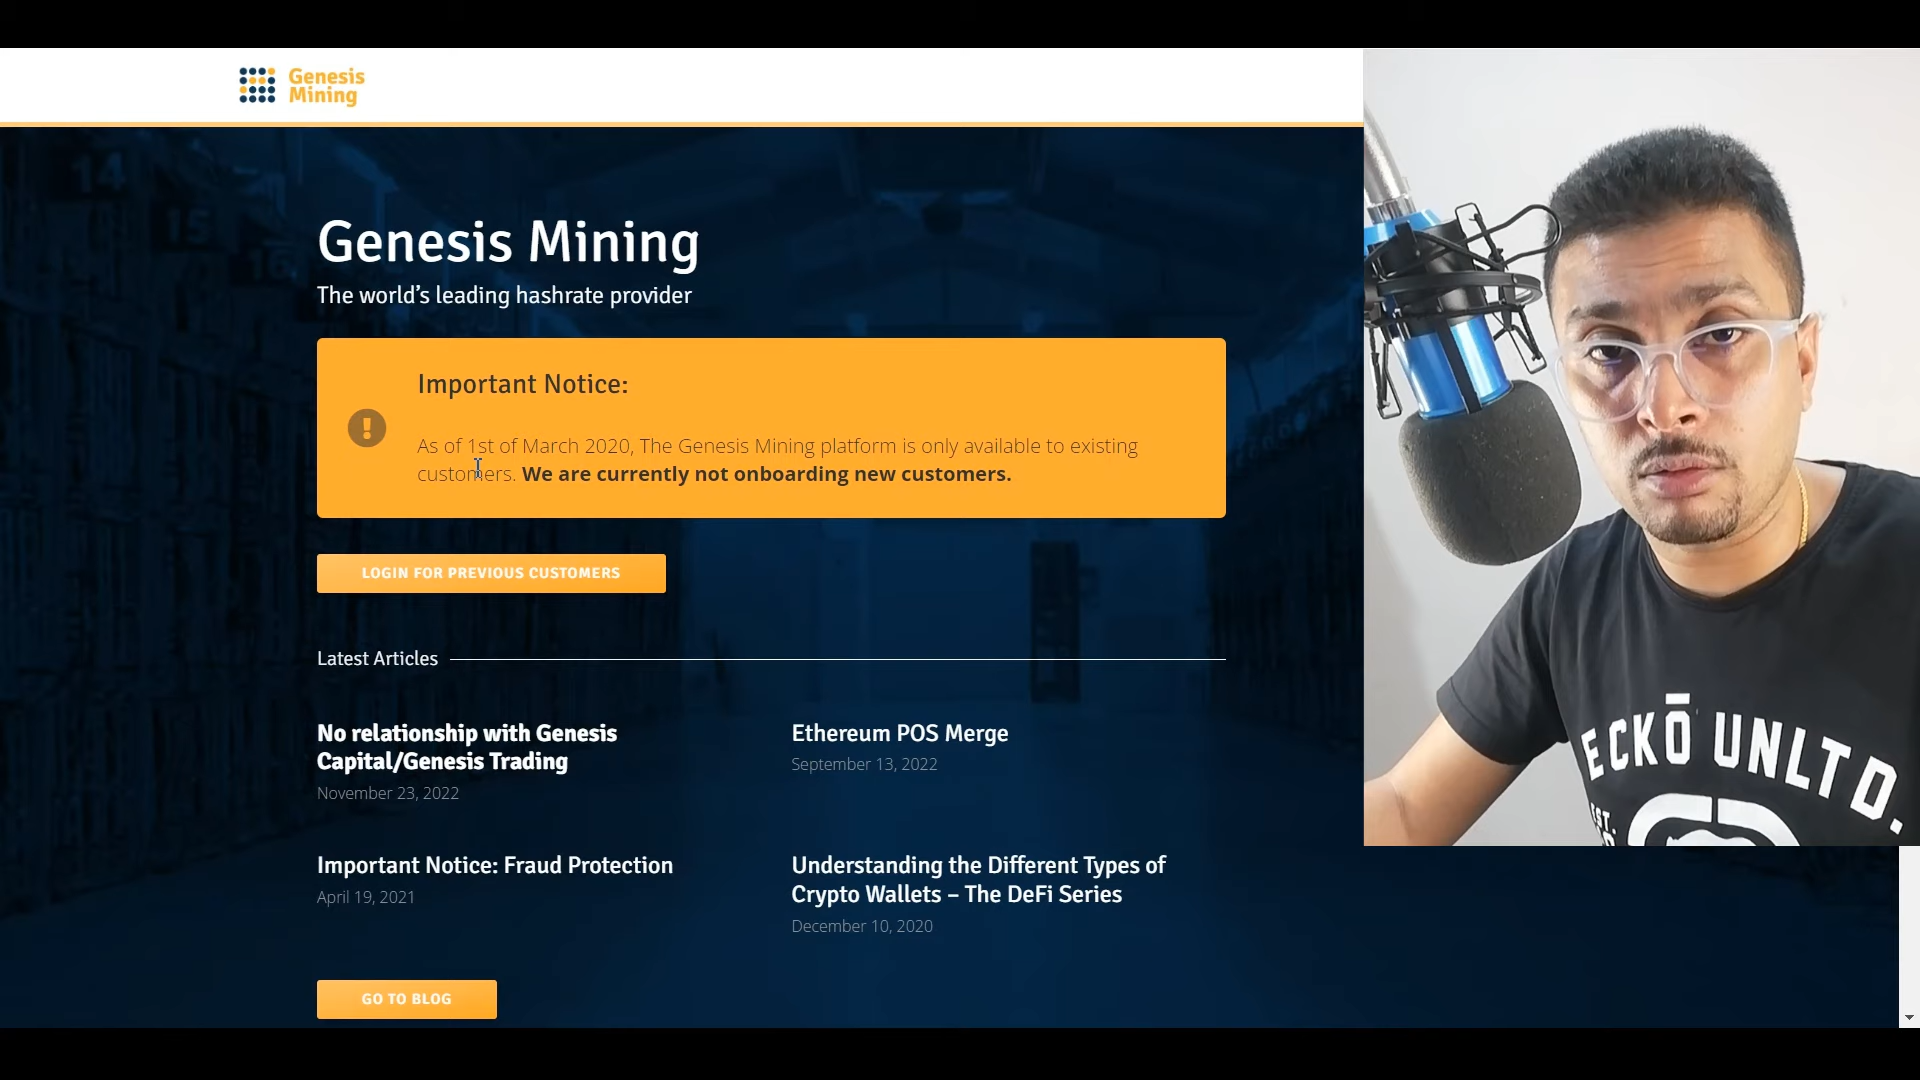 Genesis
Mining
Genesis Mining
The world's leading hashrate provider
Important Notice:
As of 1st of March 2020, The Genesis Mining platform is only available to existing
customers. We are currently not onboarding new customers.
LOGIN FOR PREVIOUS CUSTOMERS
Latest Articles
No relationship with Genesis
Capital/Genesis Trading
November 23, 2022
Ethereum POS Merge
September 13, 2022
Important Notice: Fraud Protection
April 19, 2021
Understanding the Different Types of
Crypto Wallets – The DeFi Series
December 10, 2020
GO TO BLOG
14
15
16
ECKŌ UNLTD.
EST.